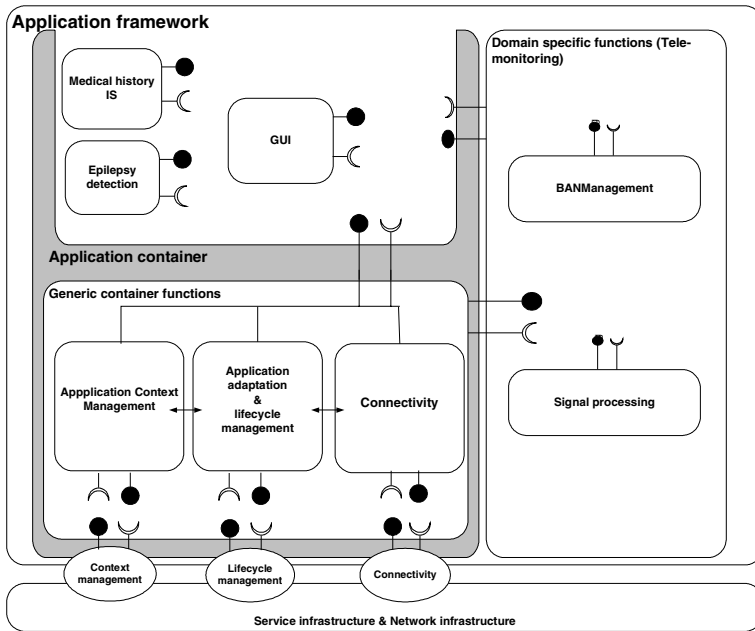 Application framework
Domain specific functions (Tele-
monitoring)
Medical history
IS
GUI
Epilepsy
detection
BANManagement
Application container
Generic container functions
Appplication Context
Management
Application
adaptation
&
lifecycle
management
Connectivity
Signal processing
Context
management
Lifecycle
management
Connectivity
Service infrastructure & Network infrastructure